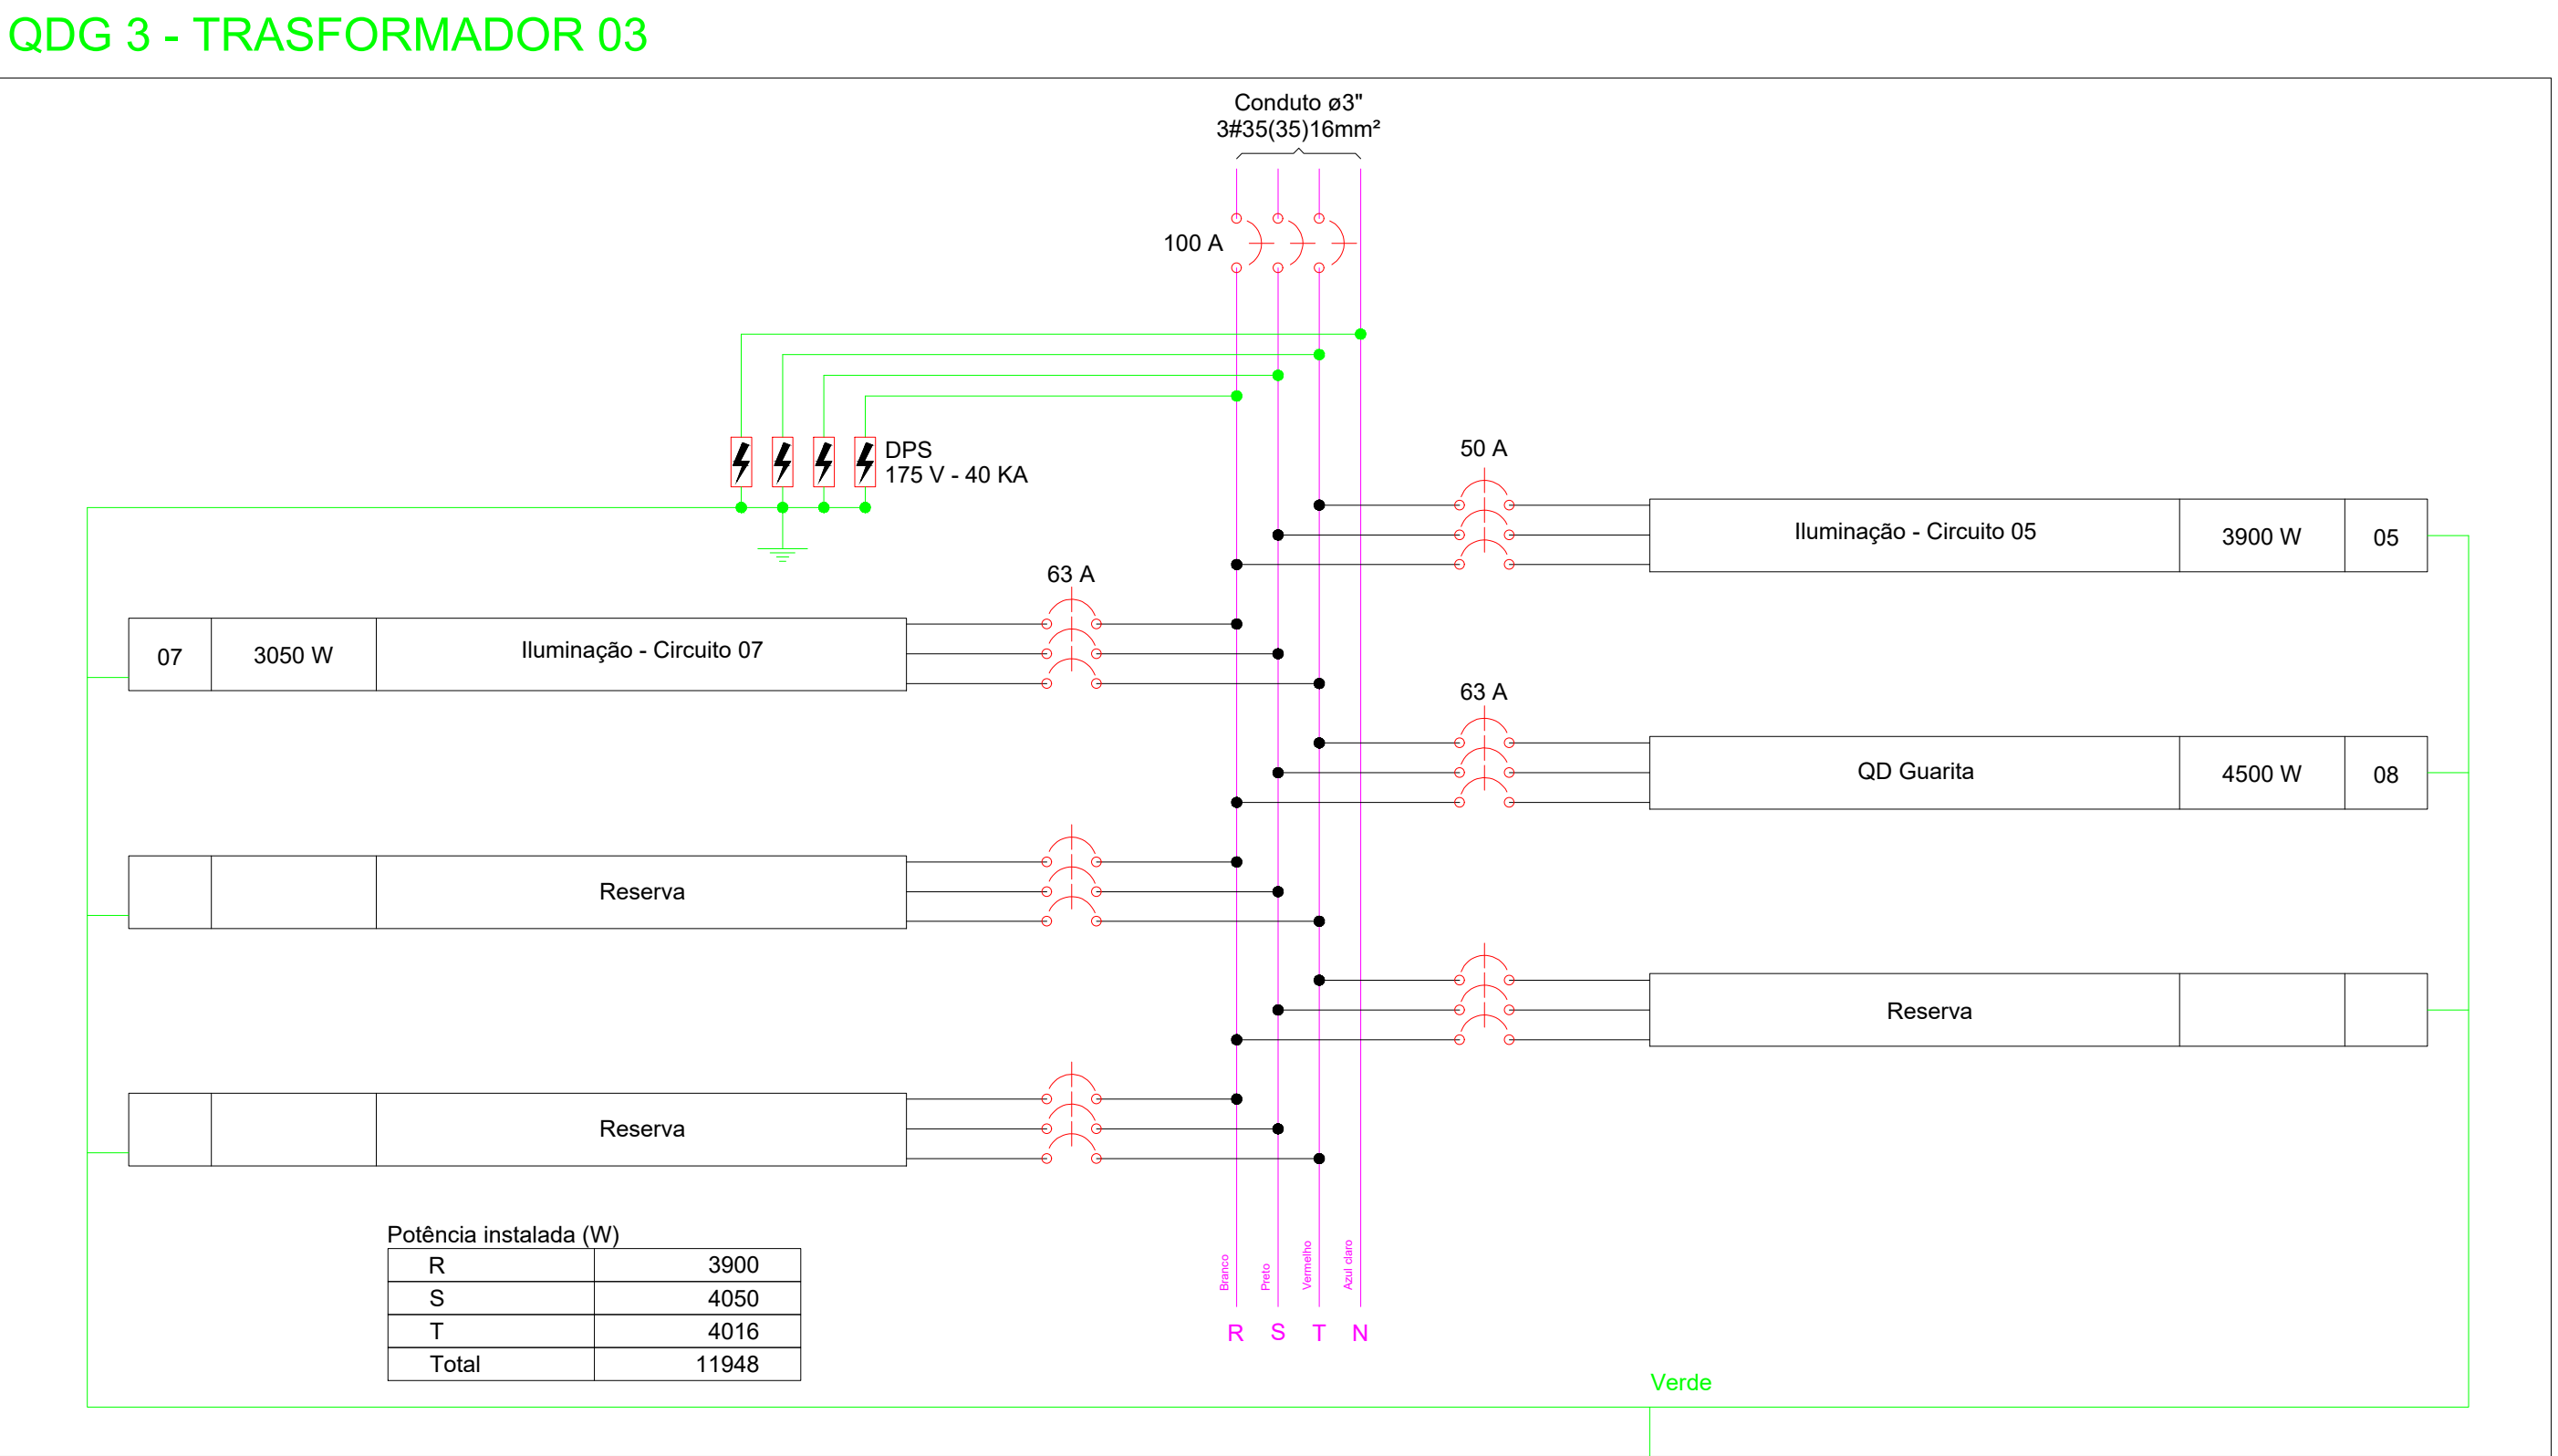 QDG 3 - TRASFORMADOR 03
Conduto ø3"
3#35(35)16mm²
100 A
DPS
175 V - 40 KA
50 A
Iluminação - Circuito 05 3900 W 05
63 A
07 3050 W Iluminação - Circuito 07
63 A
QD Guarita 4500 W 08
Reserva
Reserva
Reserva
Potência instalada (W)
R 3900
S 4050
T 4016
Total 11948
Branco
Preto
Vermelho
Azul claro
R S T N
Verde